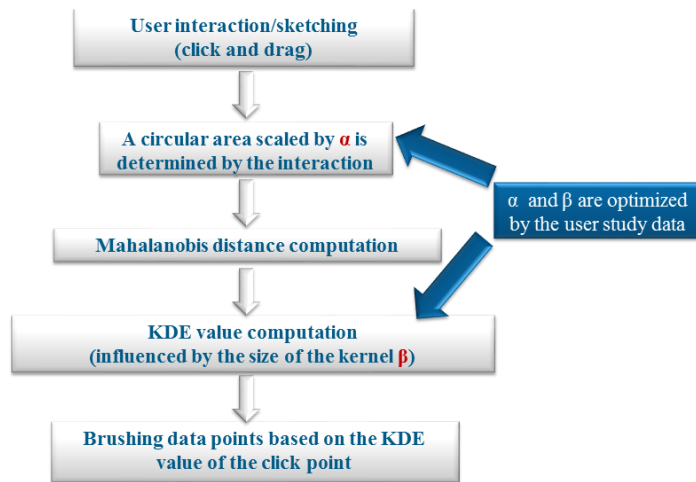 User interaction/sketching
(click and drag)
A circular area scaled by α is
determined by the interaction
α and β are optimized
by the user study data
Mahalanobis distance computation
KDE value computation
(influenced by the size of the kernel β)
Brushing data points based on the KDE
value of the click point